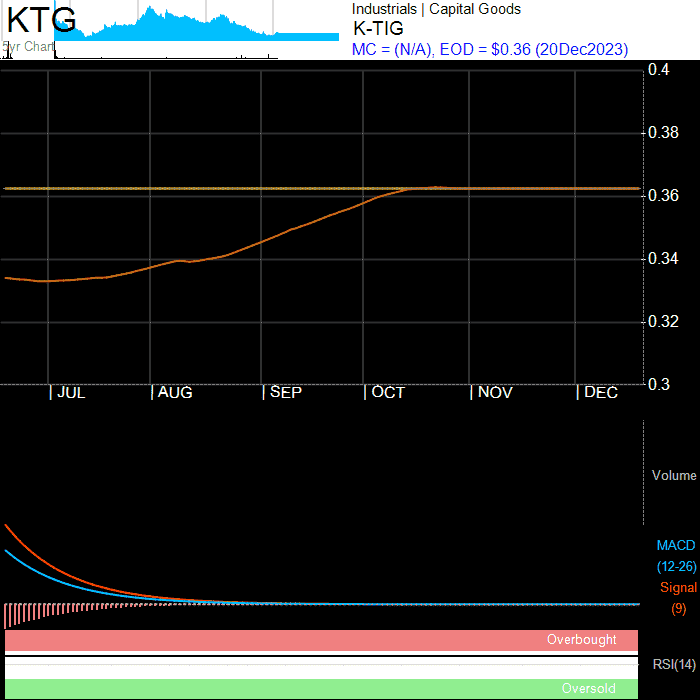 KTG
5yr Chart
Industrials | Capital Goods
K-TIG
MC = (N/A), EOD = $0.36 (20Dec2023)
0.4
0.38
0.36
0.34
0.32
0.3
| JUL | AUG | SEP | OCT | NOV | DEC
Volume
MACD
(12-26)
Signal
(9)
Overbought
RSI(14)
Oversold